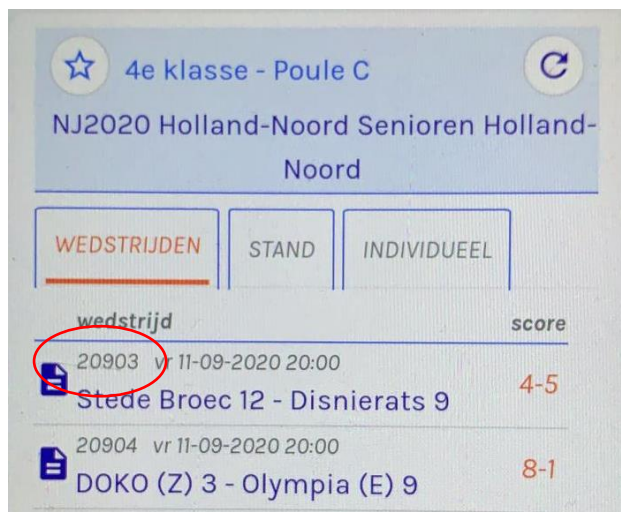 4e klasse - Poule C
NJ2020 Holland-Noord Senioren Holland-
Noord
WEDSTRIJDEN STAND INDIVIDUEEL
wedstrijd score
20903 vr 11-09-2020 20:00
Stede Broec 12 - Disnierats 9 4-5
20904 vr 11-09-2020 20:00
DOKO (Z) 3 - Olympia (E) 9 8-1